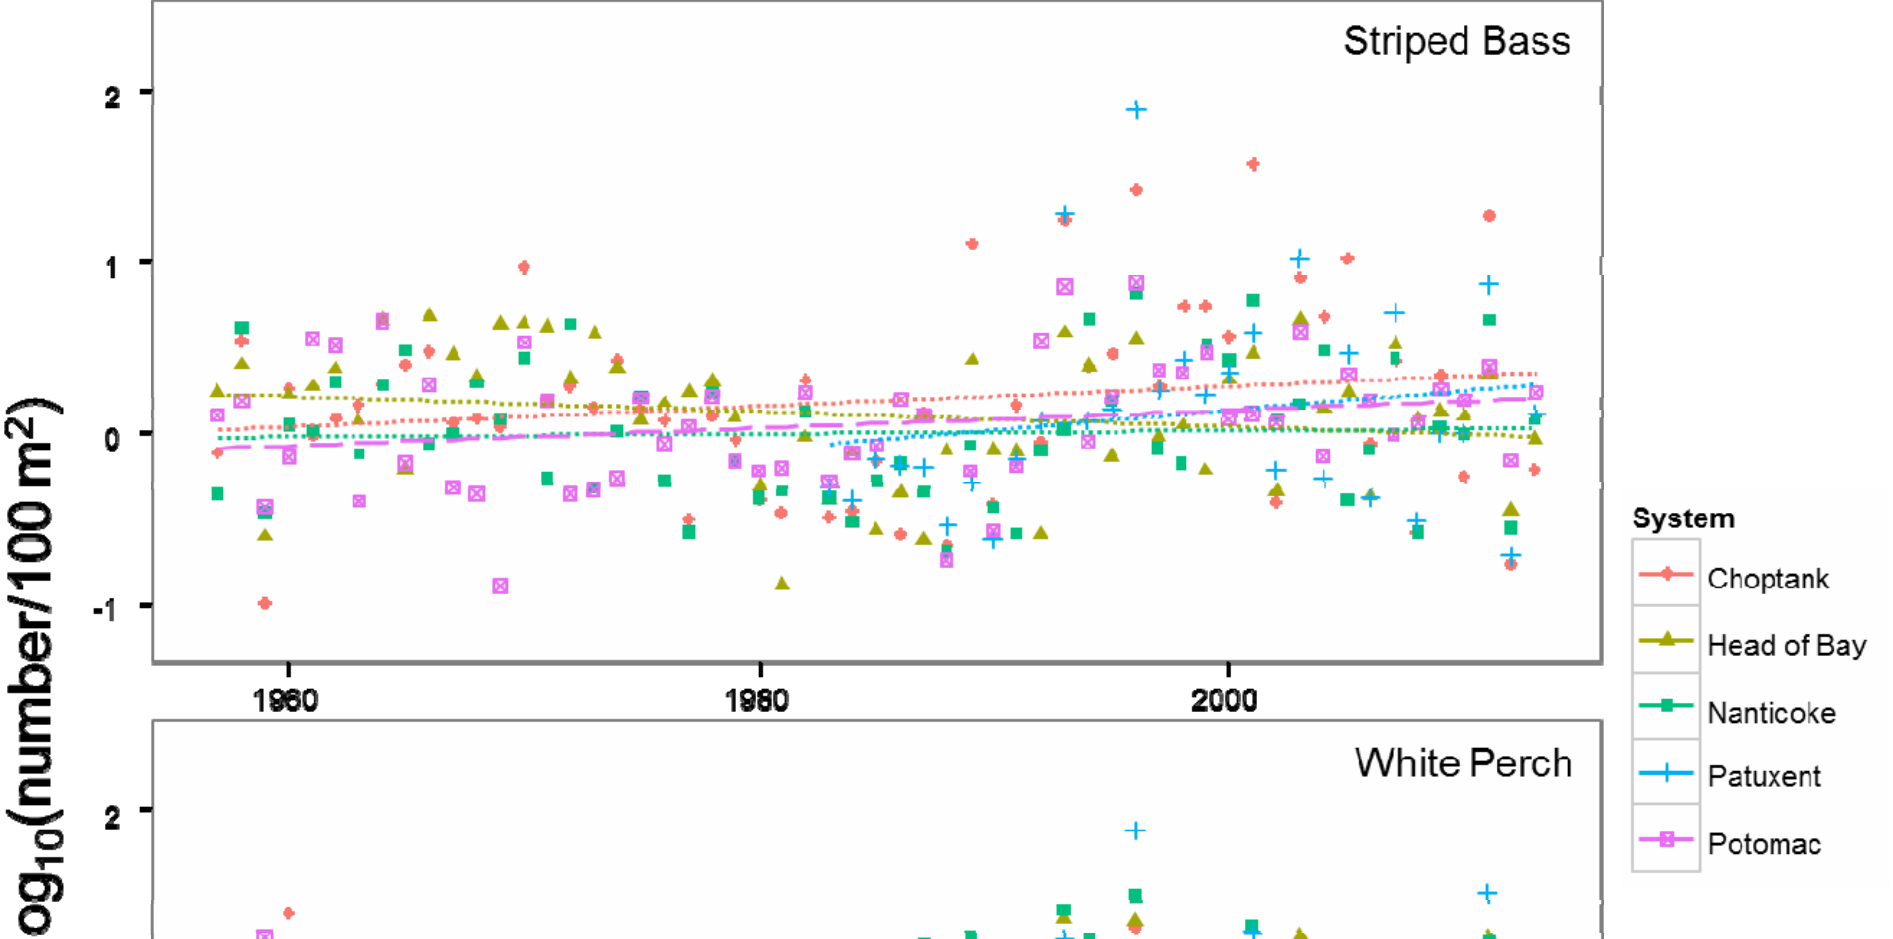 Striped Bass
2
1
0
-1
1960
1980
2000
White Perch
2
og10(number/100 m2)
System
Choptank
Head of Bay
Nanticoke
Patuxent
Potomac